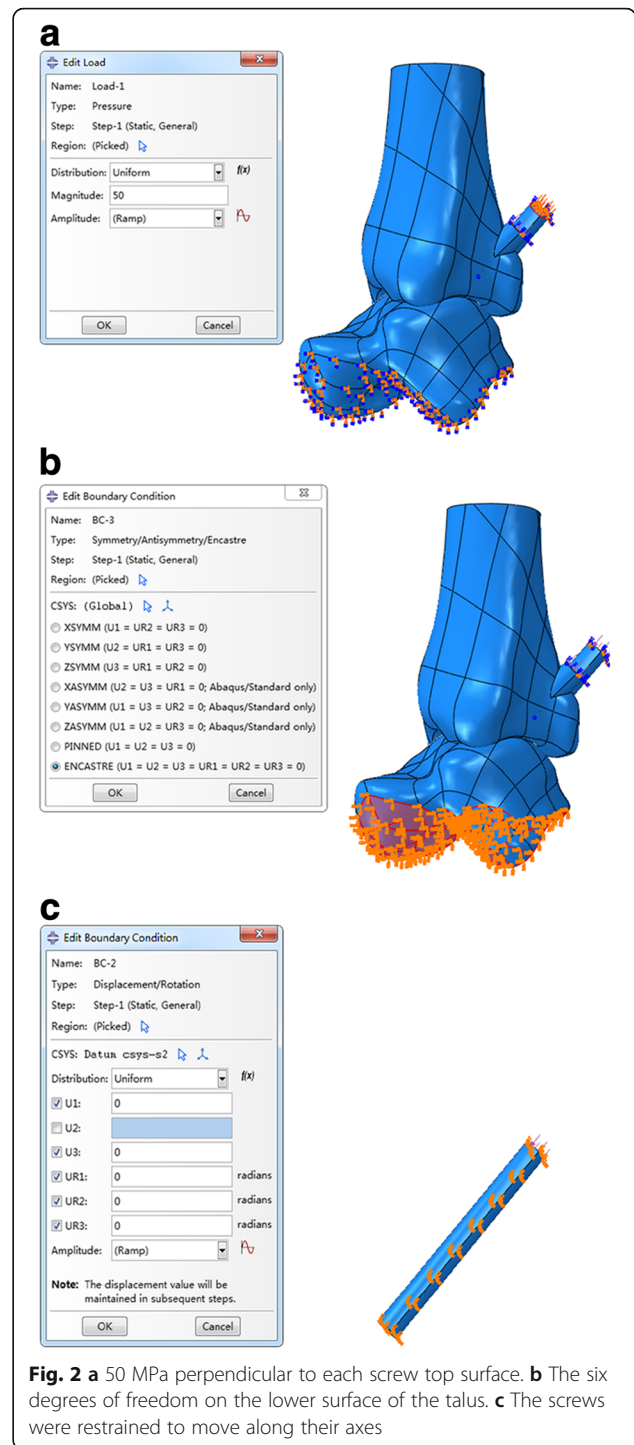 a
Edit Load
Name: Load-1
Type: Pressure
Step: Step-1 (Static, General)
Region: (Picked)
Distribution: Uniform f(x)
Magnitude: 50
Amplitude: (Ramp)
OK Cancel
b
Edit Boundary Condition
Name: BC-3
Type: Symmetry/Antisymmetry/Encastre
Step: Step-1 (Static, General)
Region: (Picked)
CSYS: (Global)
XSYMM (U1 = UR2 = UR3 = 0)
YSYMM (U2 = UR1 = UR3 = 0)
ZSYMM (U3 = UR1 = UR2 = 0)
XASYMM (U2 = U3 = UR1 = 0; Abaqus/Standard only)
YASYMM (U1 = U3 = UR2 = 0; Abaqus/Standard only)
ZASYMM (U1 = U2 = UR3 = 0; Abaqus/Standard only)
PINNED (U1 = U2 = U3 = 0)
ENCASTRE (U1 = U2 = U3 = UR1 = UR2 = UR3 = 0)
OK Cancel
c
Edit Boundary Condition
Name: BC-2
Type: Displacement/Rotation
Step: Step-1 (Static, General)
Region: (Picked)
CSYS: Datum csys-s2
Distribution: Uniform f(x)
U1: 0
U2:
U3: 0
UR1: 0 radians
UR2: 0 radians
UR3: 0 radians
Amplitude: (Ramp)
Note: The displacement value will be
maintained in subsequent steps.
OK Cancel
Fig. 2 a 50 MPa perpendicular to each screw top surface. b The six
degrees of freedom on the lower surface of the talus. c The screws
were restrained to move along their axes